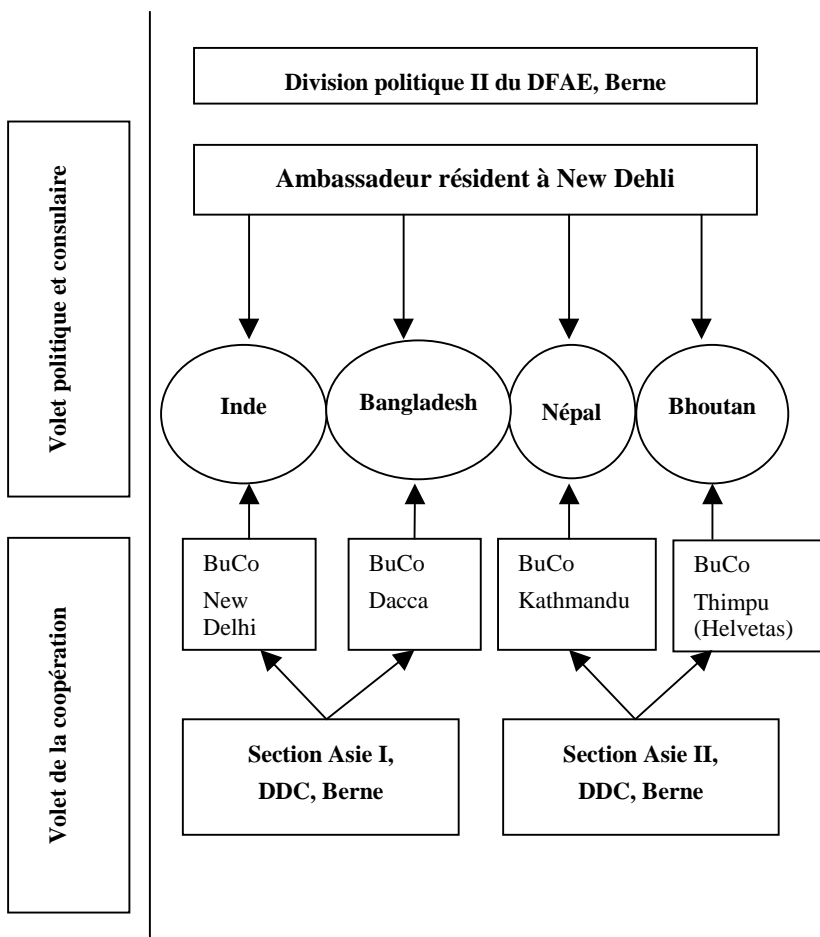 Division politique II du DFAE, Berne
Ambassadeur résident à New Dehli
Volet politique et consulaire
Inde
Bangladesh
Népal
Bhoutan
Volet de la coopération
BuCo
New
Delhi
BuCo
Dacca
BuCo
Kathmandu
BuCo
Thimpu
(Helvetas)
Section Asie I,
DDC, Berne
Section Asie II,
DDC, Berne